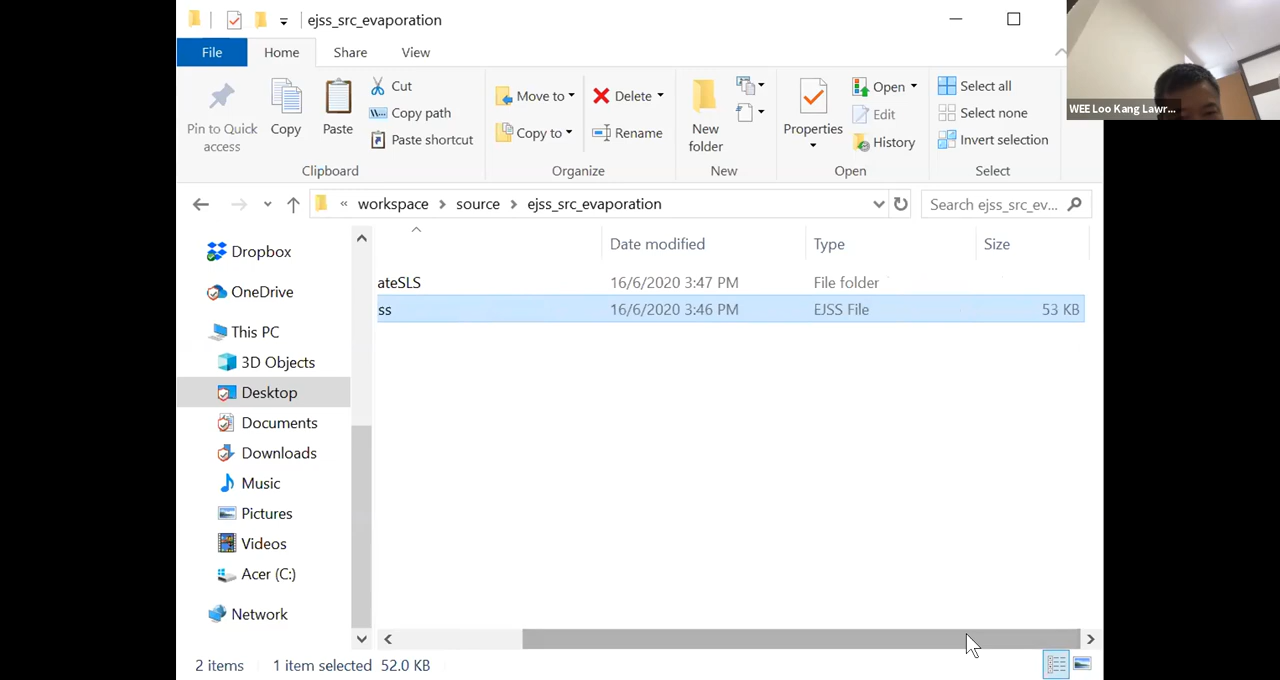 ejss_src_evaporation
WEE Loo Kang Lawr...
File Home Share View
Pin to Quick access
Copy
Paste
Cut
Copy path
Paste shortcut
Clipboard
Move to
Copy to
Delete
Rename
Organize
New folder
New
Properties
Open
Edit
History
Open
Select all
Select none
Invert selection
Select
« workspace > source > ejss_src_evaporation
Search ejss_src_ev...
Date modified Type Size
ateSLS 16/6/2020 3:47 PM File folder
ss 16/6/2020 3:46 PM EJSS File 53 KB
Dropbox
OneDrive
This PC
3D Objects
Desktop
Documents
Downloads
Music
Pictures
Videos
Acer (C:)
Network
2 items 1 item selected 52.0 KB